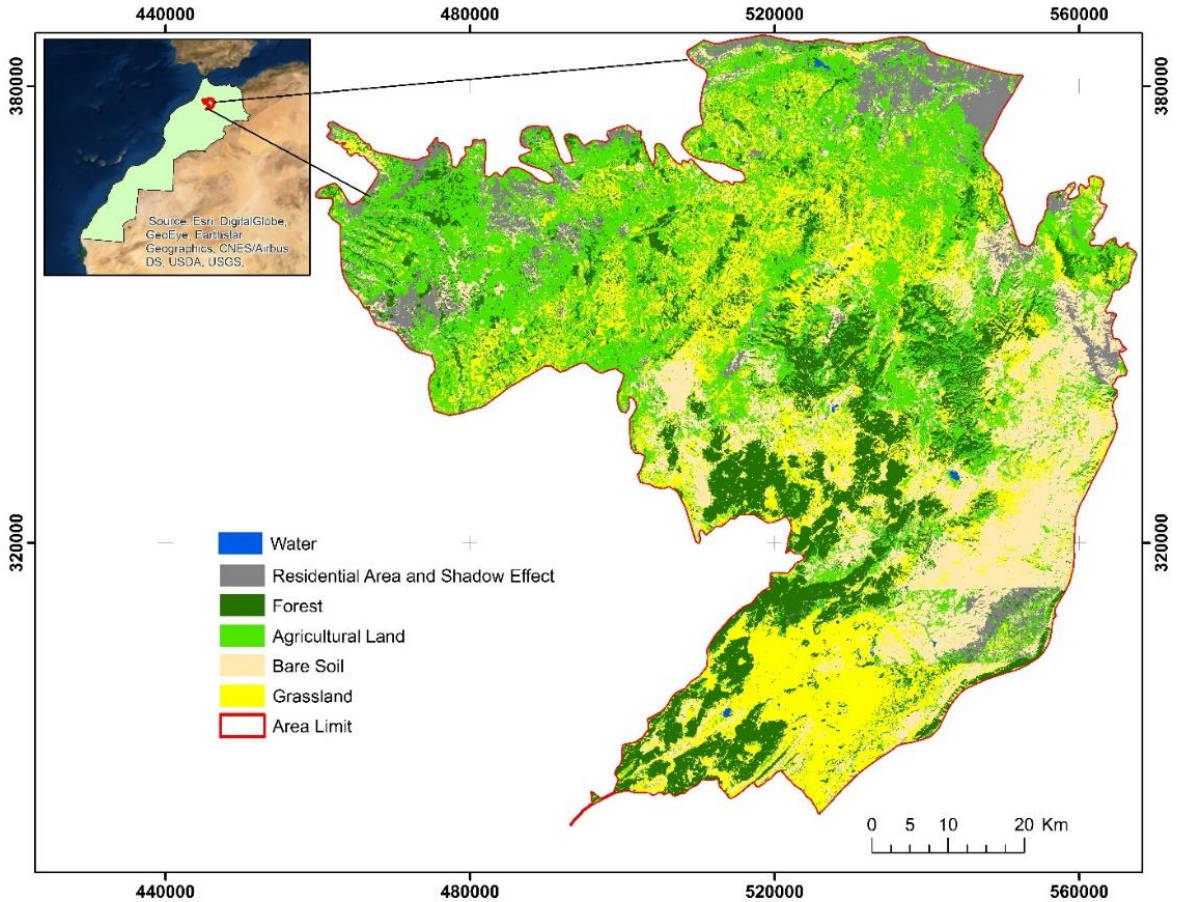 440000 480000 520000 560000
380000 380000
Source: Esri, DigitalGlobe,
GeoEye, Earthstar
Geographics, CNES/Airbus
DS, USDA, USGS,
320000 320000
Water
Residential Area and Shadow Effect
Forest
Agricultural Land
Bare Soil
Grassland
Area Limit
0 5 10 20 Km
440000 480000 520000 560000